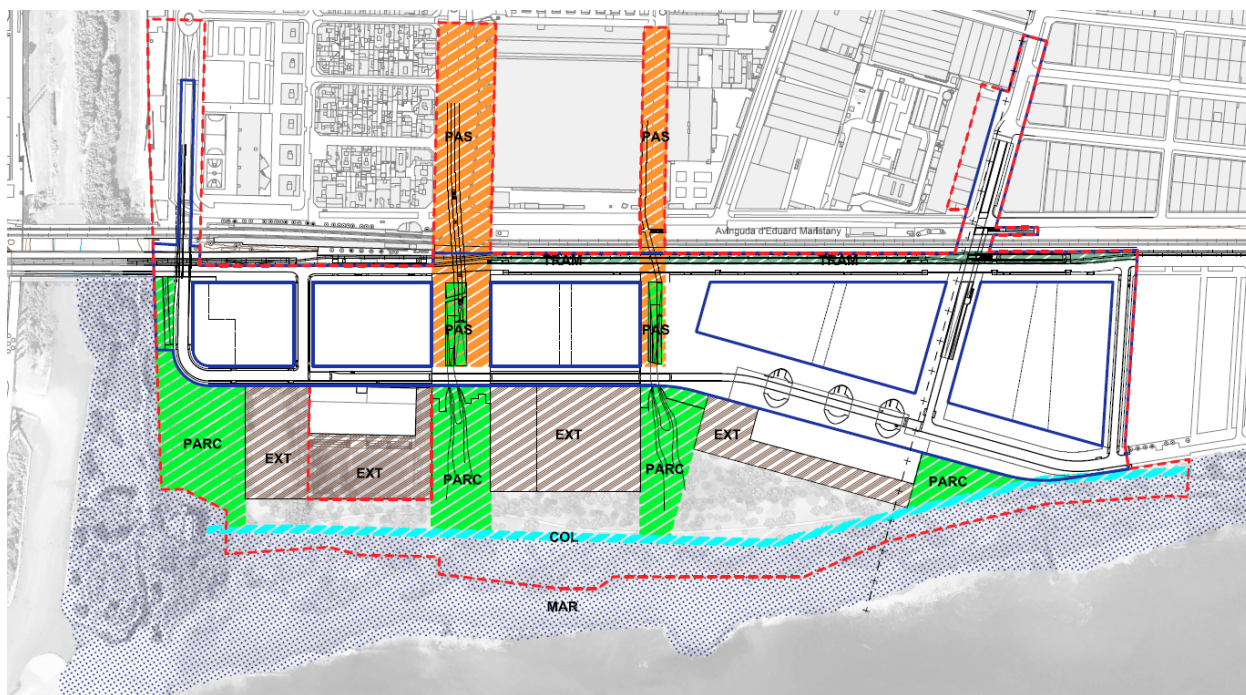 PAS
PAS
Avinguda d'Eduard Maristany
TRAM
TRAM
PAS
PAS
PARC
EXT
EXT
PARC
EXT
PARC
EXT
PARC
COL
MAR